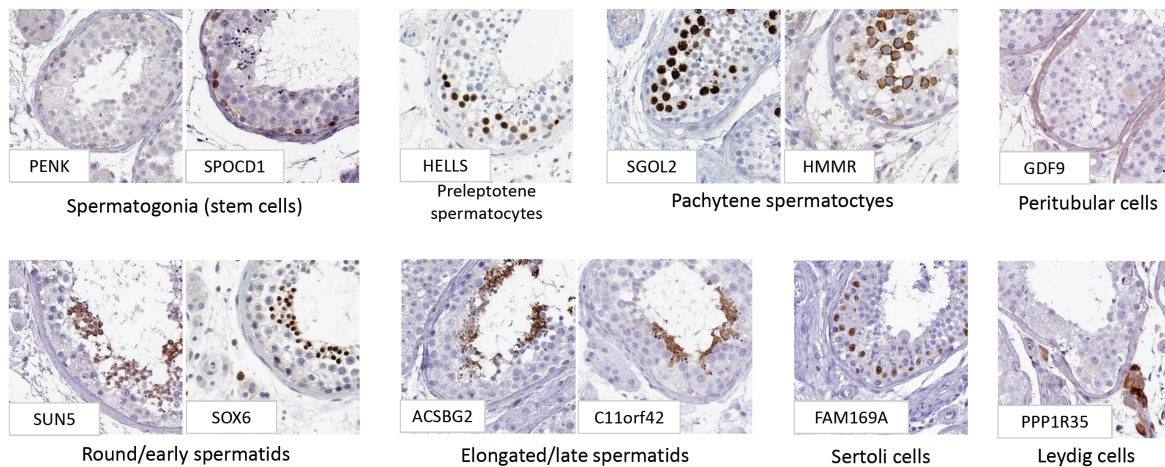 PENK
SPOCD1
Spermatogonia (stem cells)
HELLS
Preleptotene
spermatocytes
SGOL2
HMMR
Pachytene spermatoctyes
GDF9
Peritubular cells
SUN5
SOX6
Round/early spermatids
ACSBG2
C11orf42
Elongated/late spermatids
FAM169A
Sertoli cells
PPP1R35
Leydig cells